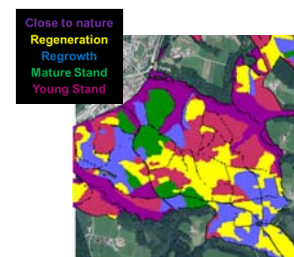 Close to nature
Regeneration
Regrowth
Mature Stand
Young Stand